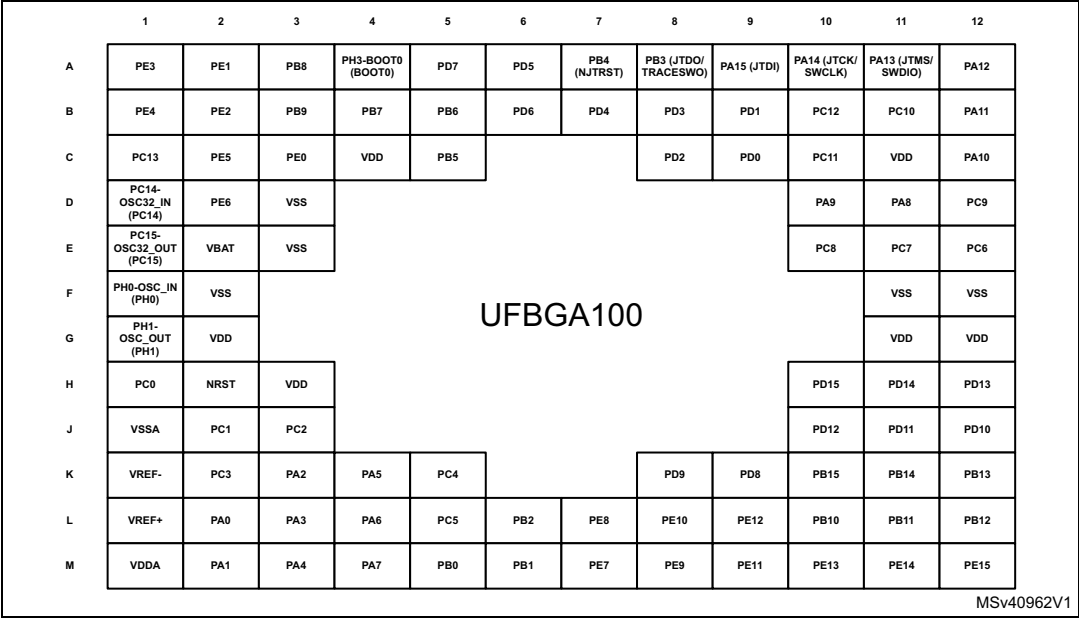 1 2 3 4 5 6 7 8 9 10 11 12
A PE3 PE1 PB8 PH3-BOOT0 (BOOT0) PD7 PD5 PB4 (NJTRST) PB3 (JTDO/ TRACESWO) PA15 (JTDI) PA14 (JTCK/ SWCLK) PA13 (JTMS/ SWDIO) PA12
B PE4 PE2 PB9 PB7 PB6 PD6 PD4 PD3 PD1 PC12 PC10 PA11
C PC13 PE5 PE0 VDD PB5 PD2 PD0 PC11 VDD PA10
D PC14- OSC32_IN (PC14) PE6 VSS PA9 PA8 PC9
E PC15- OSC32_OUT (PC15) VBAT VSS PC8 PC7 PC6
F PH0-OSC_IN (PH0) VSS VSS VSS
UFBGA100
G PH1- OSC_OUT (PH1) VDD VDD VDD
H PC0 NRST VDD PD15 PD14 PD13
J VSSA PC1 PC2 PD12 PD11 PD10
K VREF- PC3 PA2 PA5 PC4 PD9 PD8 PB15 PB14 PB13
L VREF+ PA0 PA3 PA6 PC5 PB2 PE8 PE10 PE12 PB10 PB11 PB12
M VDDA PA1 PA4 PA7 PB0 PB1 PE7 PE9 PE11 PE13 PE14 PE15
MSv40962V1